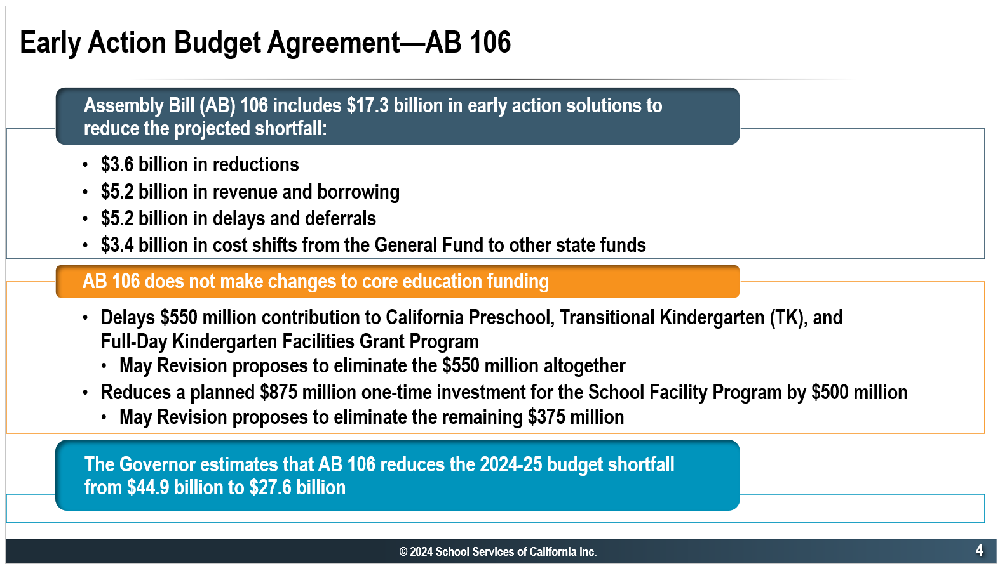 Early Action Budget Agreement—AB 106
Assembly Bill (AB) 106 includes $17.3 billion in early action solutions to
reduce the projected shortfall:
• $3.6 billion in reductions
• $5.2 billion in revenue and borrowing
• $5.2 billion in delays and deferrals
• $3.4 billion in cost shifts from the General Fund to other state funds
AB 106 does not make changes to core education funding
• Delays $550 million contribution to California Preschool, Transitional Kindergarten (TK), and
Full-Day Kindergarten Facilities Grant Program
• May Revision proposes to eliminate the $550 million altogether
• Reduces a planned $875 million one-time investment for the School Facility Program by $500 million
• May Revision proposes to eliminate the remaining $375 million
The Governor estimates that AB 106 reduces the 2024-25 budget shortfall
from $44.9 billion to $27.6 billion
© 2024 School Services of California Inc.
4